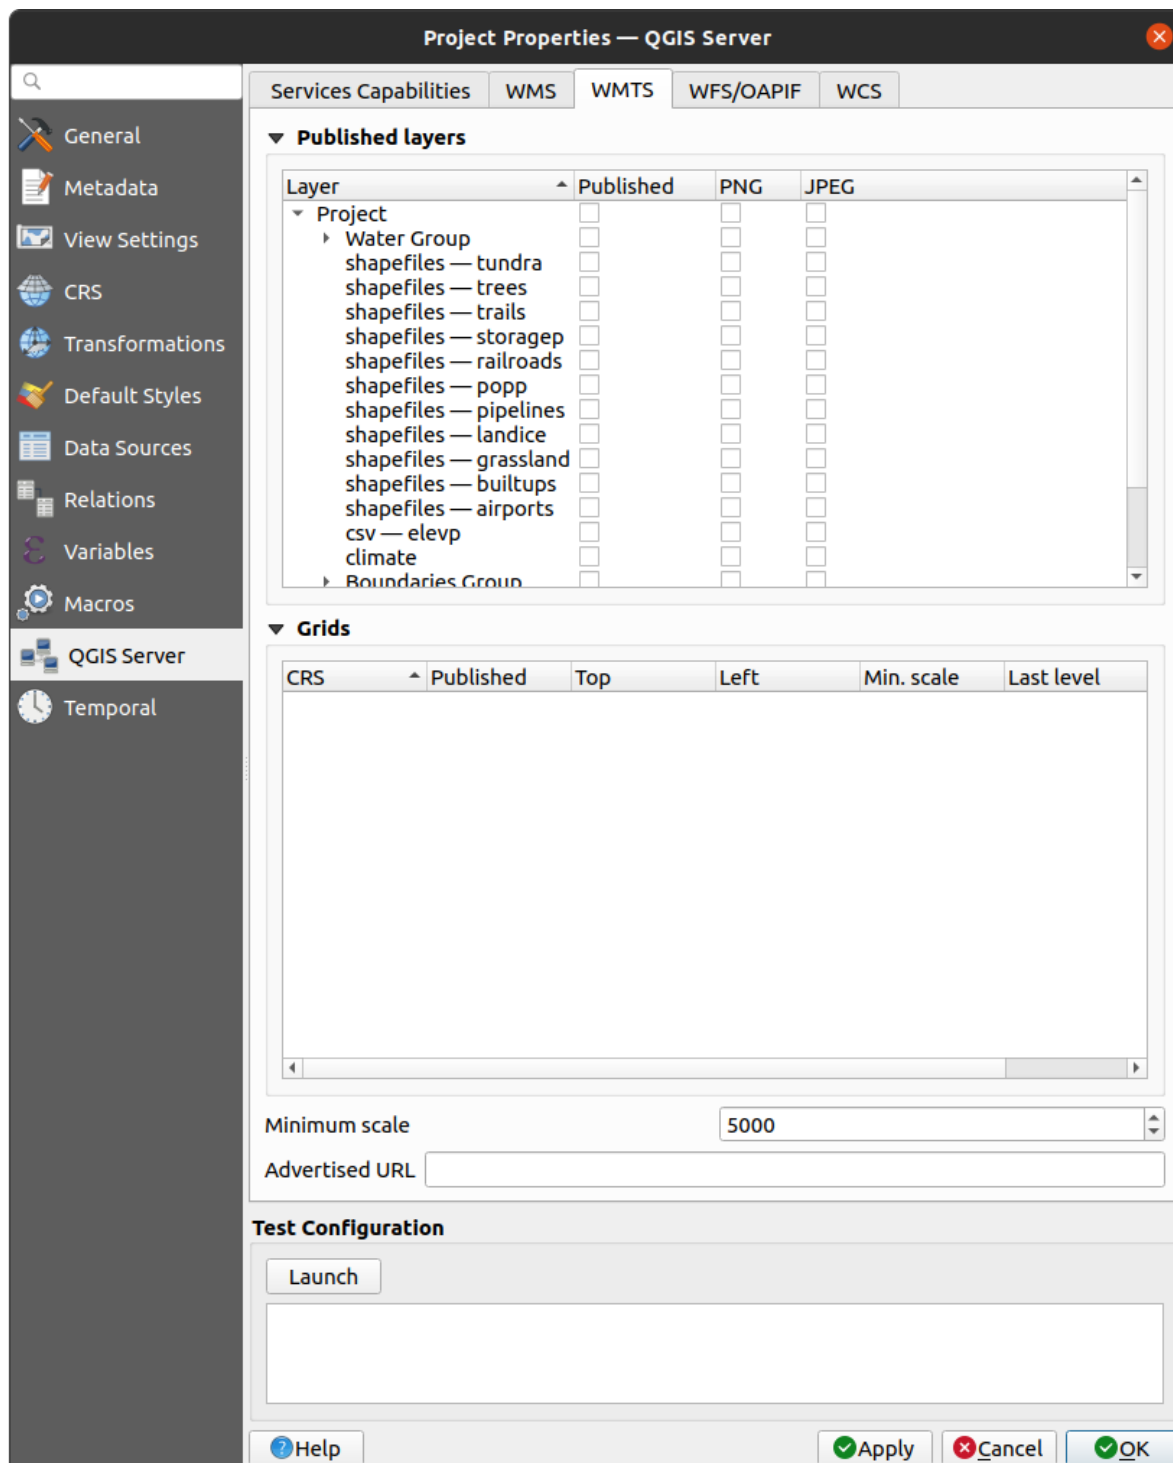 Project Properties — QGIS Server
General
Metadata
View Settings
CRS
Transformations
Default Styles
Data Sources
Relations
Variables
Macros
QGIS Server
Temporal
Services Capabilities WMS WMTS WFS/OAPIF WCS
Published layers
Layer Published PNG JPEG
Project
Water Group
shapefiles — tundra
shapefiles — trees
shapefiles — trails
shapefiles — storagep
shapefiles — railroads
shapefiles — popp
shapefiles — pipelines
shapefiles — landice
shapefiles — grassland
shapefiles — builtups
shapefiles — airports
csv — elevp
climate
Boundaries Group
Grids
CRS Published Top Left Min. scale Last level
Minimum scale 5000
Advertised URL
Test Configuration
Launch
Help Apply Cancel OK